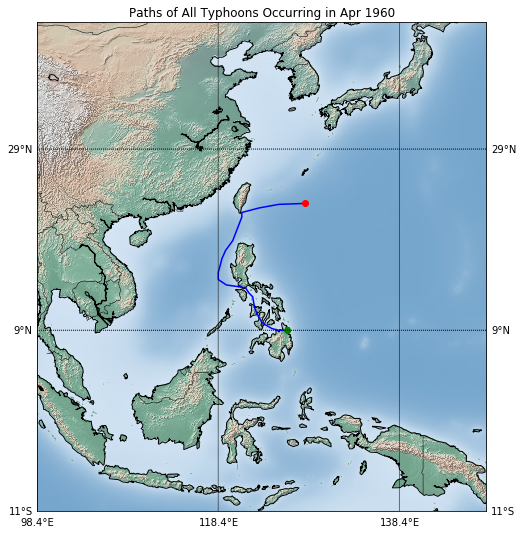 Paths of All Typhoons Occurring in Apr 1960
29°N 29°N
9°N 9°N
11°S 11°S
98.4°E 118.4°E 138.4°E